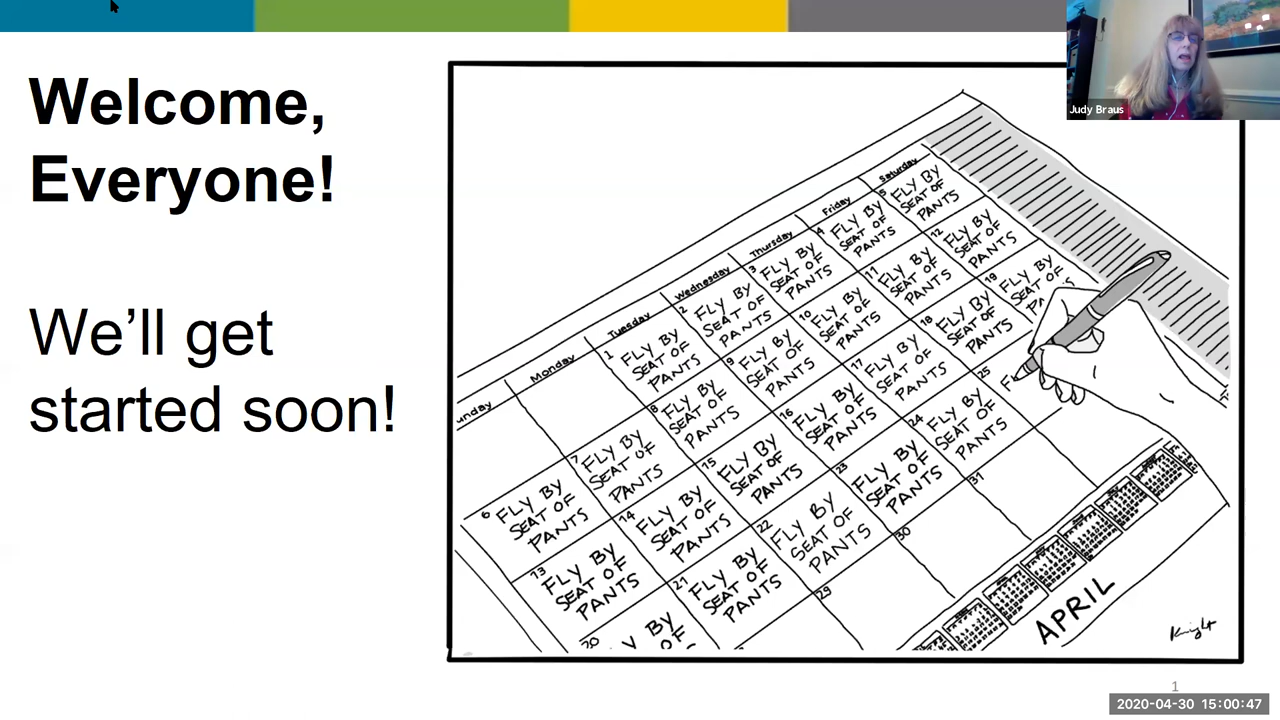 Welcome,
Everyone!
We'll get
started soon!
Judy Braus
unday
Monday
Tuesday
Wednesday
Thursday
Friday
Saturday
1
FLY BY
SEAT OF
PANTS
2
FLY BY
SEAT OF
PANTS
3
FLY BY
SEAT OF
PANTS
4
FLY BY
SEAT OF
PANTS
5
FLY BY
SEAT OF
PANTS
6
FLY BY
SEAT OF
PANTS
7
FLY BY
SEAT OF
PANTS
8
FLY BY
SEAT OF
PANTS
9
FLY BY
SEAT OF
PANTS
10
FLY BY
SEAT OF
PANTS
11
FLY BY
SEAT OF
PANTS
12
FLY BY
SEAT OF
PANTS
13
FLY BY
SEAT OF
PANTS
14
FLY BY
SEAT OF
PANTS
15
FLY BY
SEAT OF
PANTS
16
FLY BY
SEAT OF
PANTS
17
FLY BY
SEAT OF
PANTS
18
FLY BY
SEAT OF
PANTS
19
FLY BY
SEAT OF
20
BY
SEAT OF
21
FLY BY
SEAT OF
PANTS
22
FLY BY
SEAT OF
PANTS
23
FLY BY
SEAT OF
PANTS
24
FLY BY
SEAT OF
PANTS
25
F
29
30
31
APRIL
Knight
1
2020-04-30 15:00:47